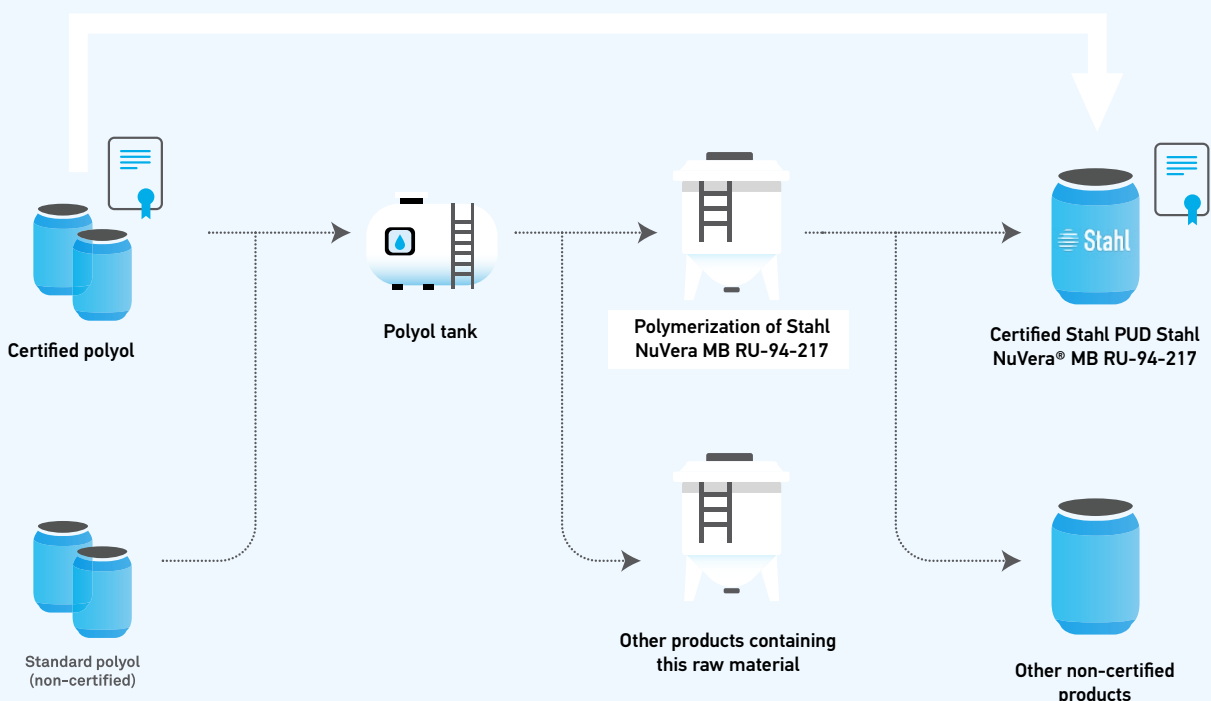 Stahl
Certified polyol
Polyol tank
Polymerization of Stahl
NuVera MB RU-94-217
Certified Stahl PUD Stahl
NuVera® MB RU-94-217
Standard polyol
(non-certified)
Other products containing
this raw material
Other non-certified
products